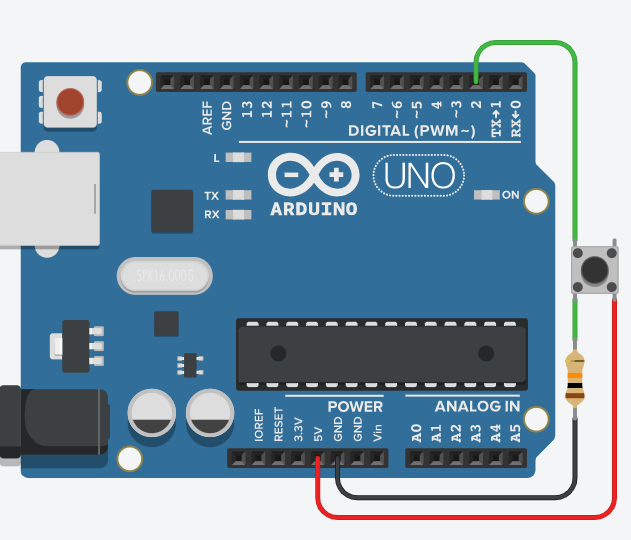 AREF
GND
13
12
~11
~10
~9
8
7
~6
~5
4
~3
2
TX→1
RX←0
DIGITAL (PWM~)
L
TX
RX
ARDUINO
UNO
ON
SPK16.000G
POWER
ANALOG IN
IOREF
RESET
3.3V
5V
GND
GND
Vin
A0
A1
A2
A3
A4
A5